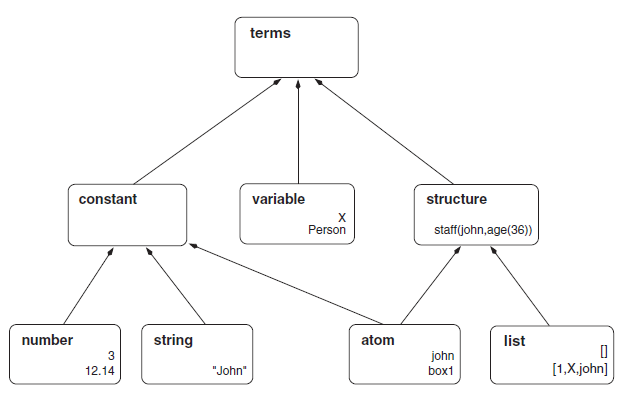 terms
constant
variable
X
Person
structure
staff(john,age(36))
number
3
12.14
string
"John"
atom
john
box1
list
[]
[1,X,john]